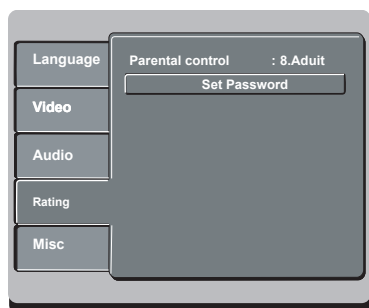 Language
Video
Audio
Rating
Misc
Parental control : 8.Aduit
Set Password